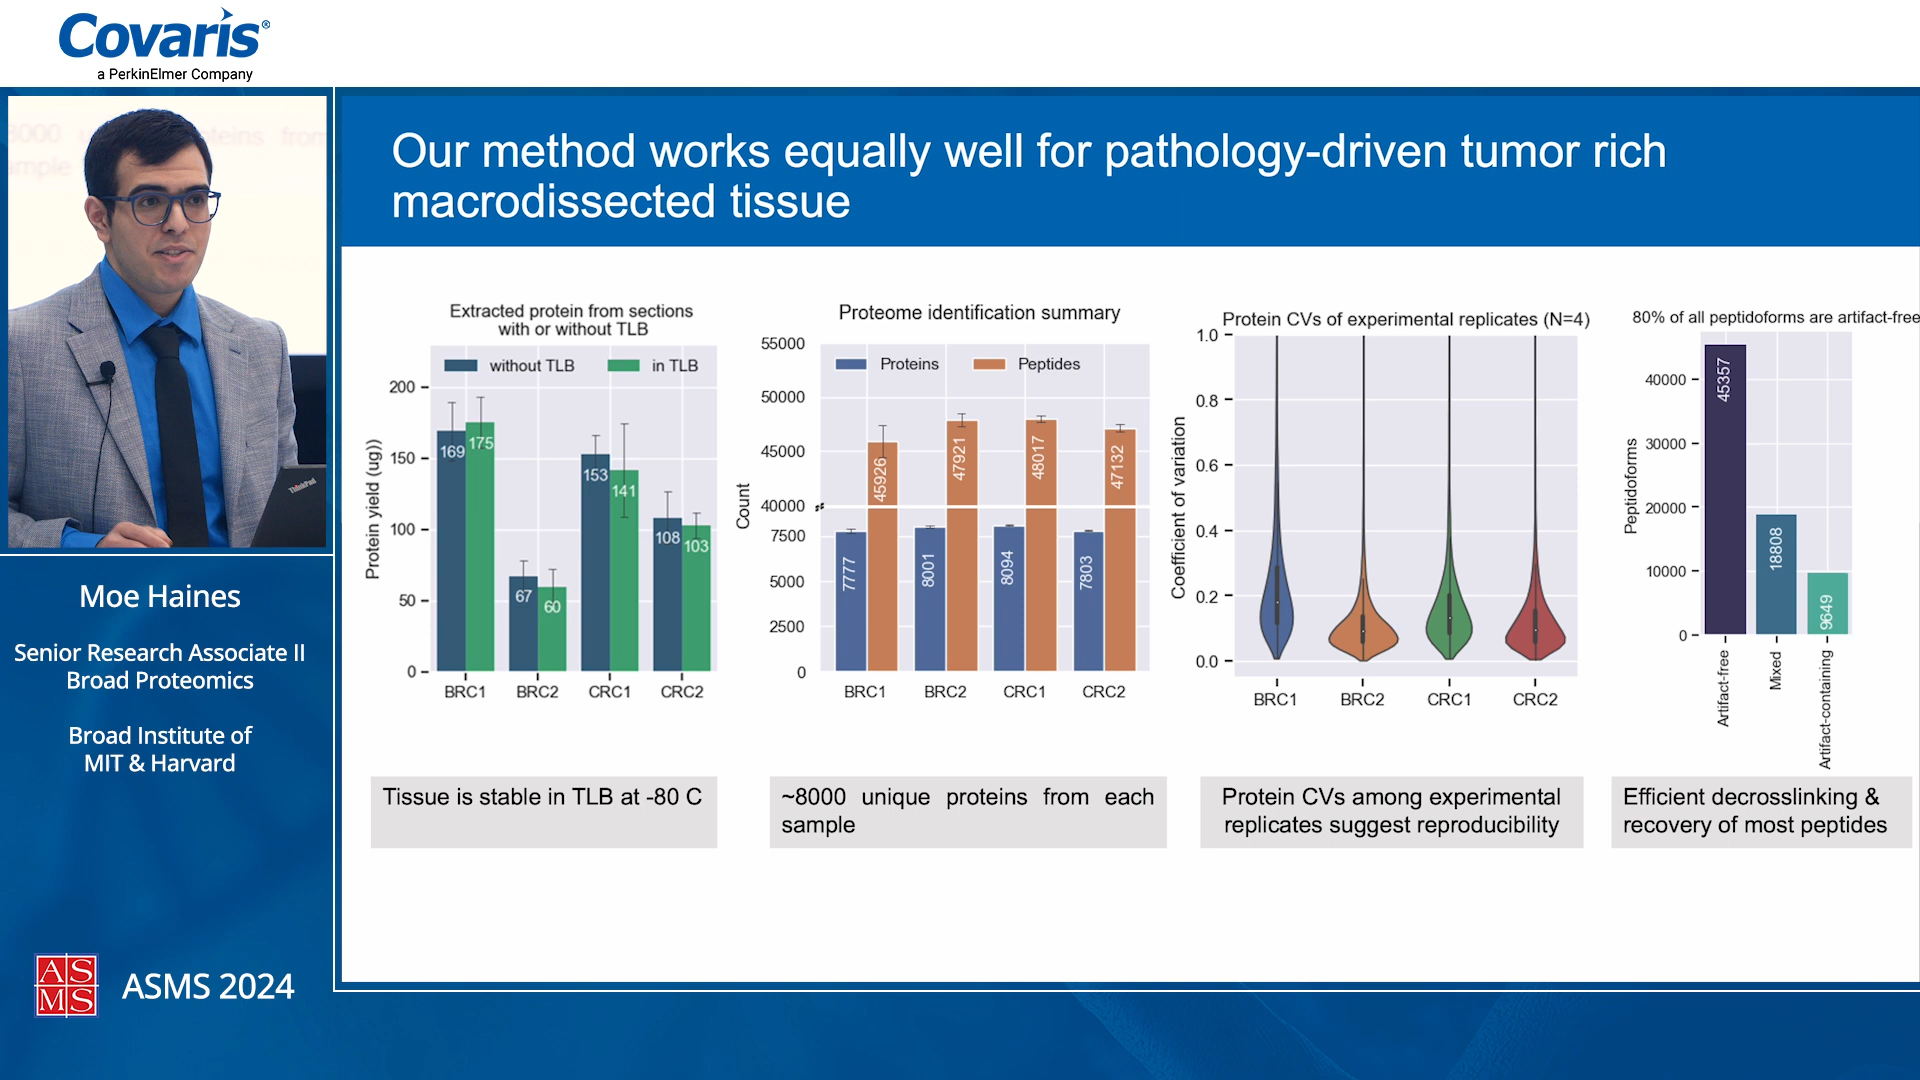 Covaris®
a PerkinElmer Company
ThinkPad
Moe Haines
Senior Research Associate II
Broad Proteomics
Broad Institute of
MIT & Harvard
AS
MS
ASMS 2024
Our method works equally well for pathology-driven tumor rich
macrodissected tissue
Extracted protein from sections
with or without TLB
without TLB
in TLB
Protein yield (ug))
200
150
100
50
0
169
175
67
60
153
141
108
103
BRC1
BRC2
CRC1
CRC2
Tissue is stable in TLB at -80 C
Proteome identification summary
Proteins
Peptides
Count
55000
50000
45000
40000
7500
5000
2500
0
7777
45926
8001
47921
8094
48017
7803
47132
BRC1
BRC2
CRC1
CRC2
~8000 unique proteins from each
sample
Protein CVs of experimental replicates (N=4)
Coefficient of variation
1.0
0.8
0.6
0.4
0.2
0.0
BRC1
BRC2
CRC1
CRC2
Protein CVs among experimental
replicates suggest reproducibility
80% of all peptidoforms are artifact-free
Peptidoforms
40000
30000
20000
10000
0
45357
18808
9649
Artifact-free
Mixed
Artifact-containing
Efficient decrosslinking &
recovery of most peptides